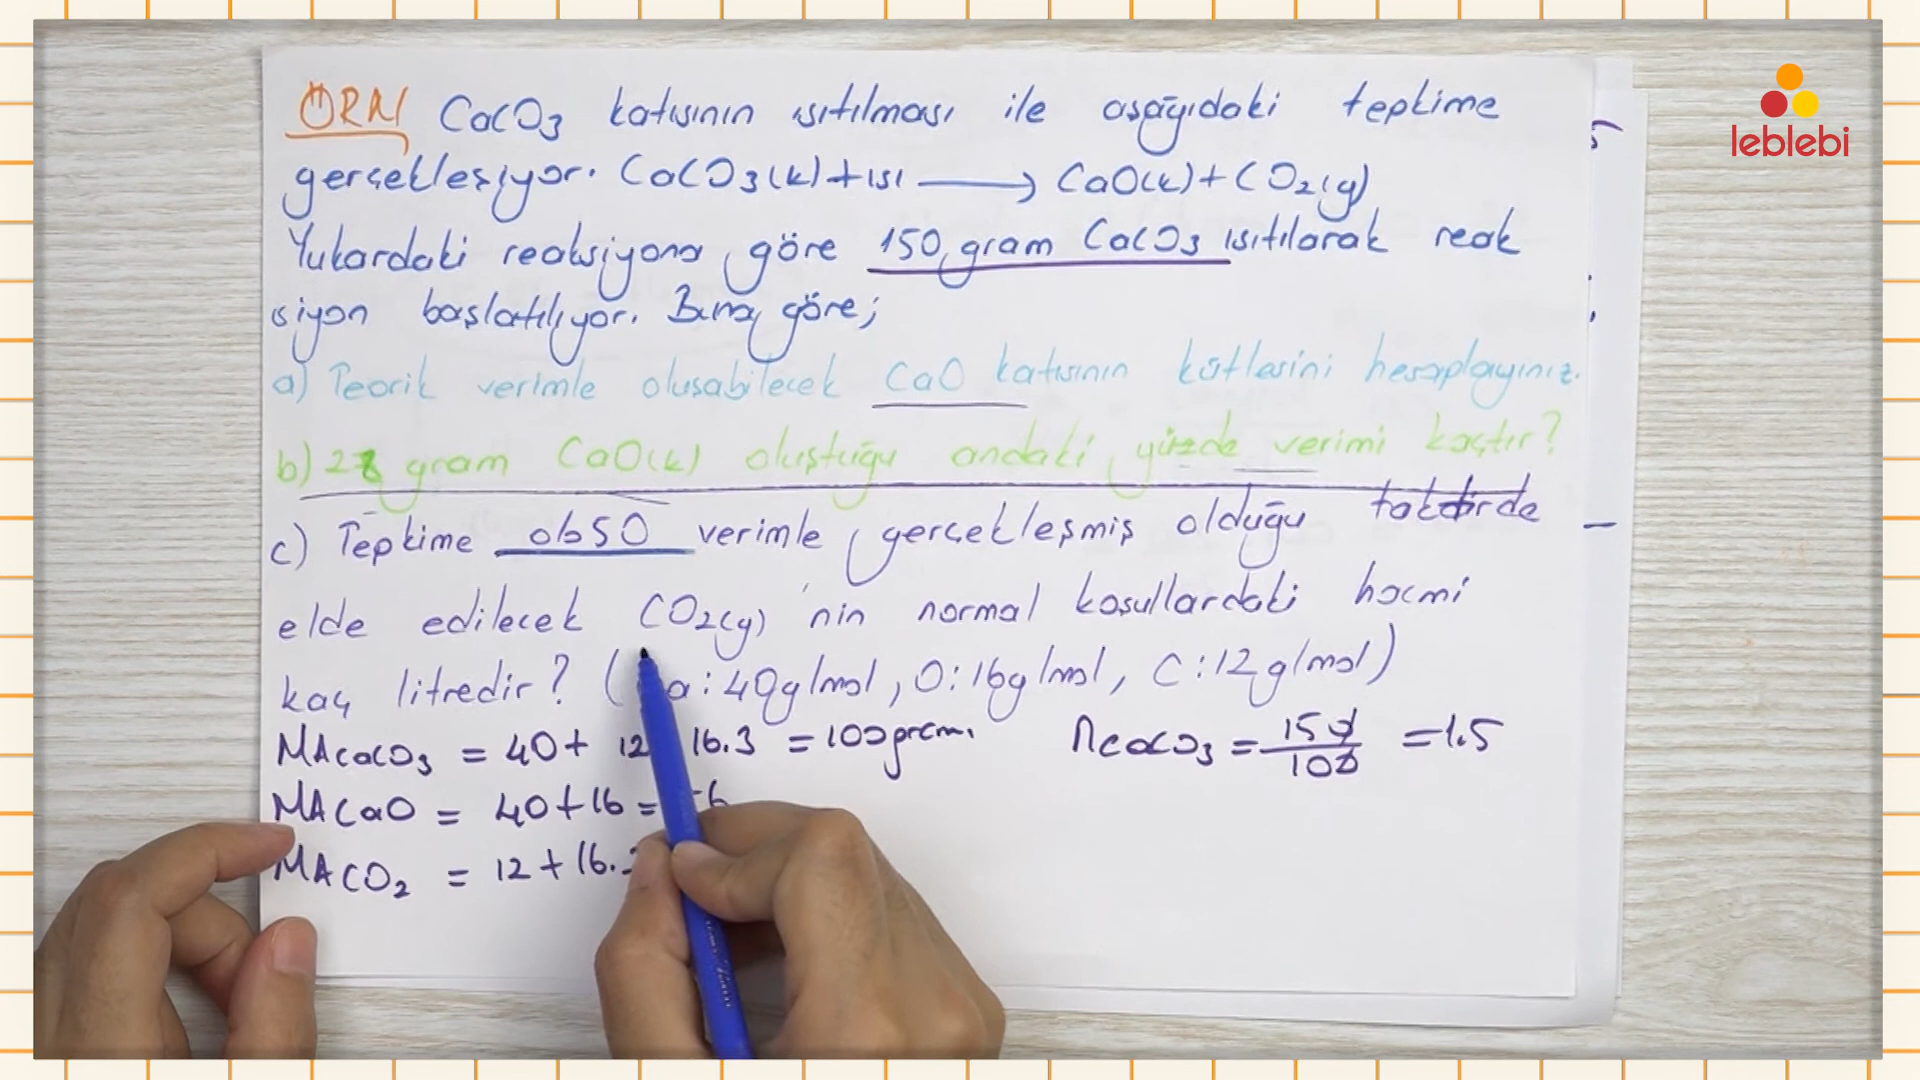 leblebi
ÖRN CaCO3 katısının ısıtılması ile aşağıdaki tepkime
gerçekleşiyor. CaCO3(k)+ısı → CaO(k)+CO2(g)
Yukardaki reaksiyona göre 150 gram CaCO3 ısıtılarak reak
siyon başlatılıyor. Buna göre;
a) Teorik verimle oluşabilecek CaO katısının kütlesini hesaplayınız.
b) 28 gram CaO(k) oluştuğu andaki yüzde verimi kaçtır?
c) Tepkime %50 verimle gerçekleşmiş olduğu takdirde
elde edilecek CO2(g)'nin normal koşullardaki hacmi
kaç litredir? ( a:40g/mol, O:16g/mol, C:12g/mol)
MACaCO3 = 40+ 12 16.3 = 100gram. nCaCO3 = 150/100 = 1.5
MACaO = 40+16 = 56
MACO2 = 12+16.2